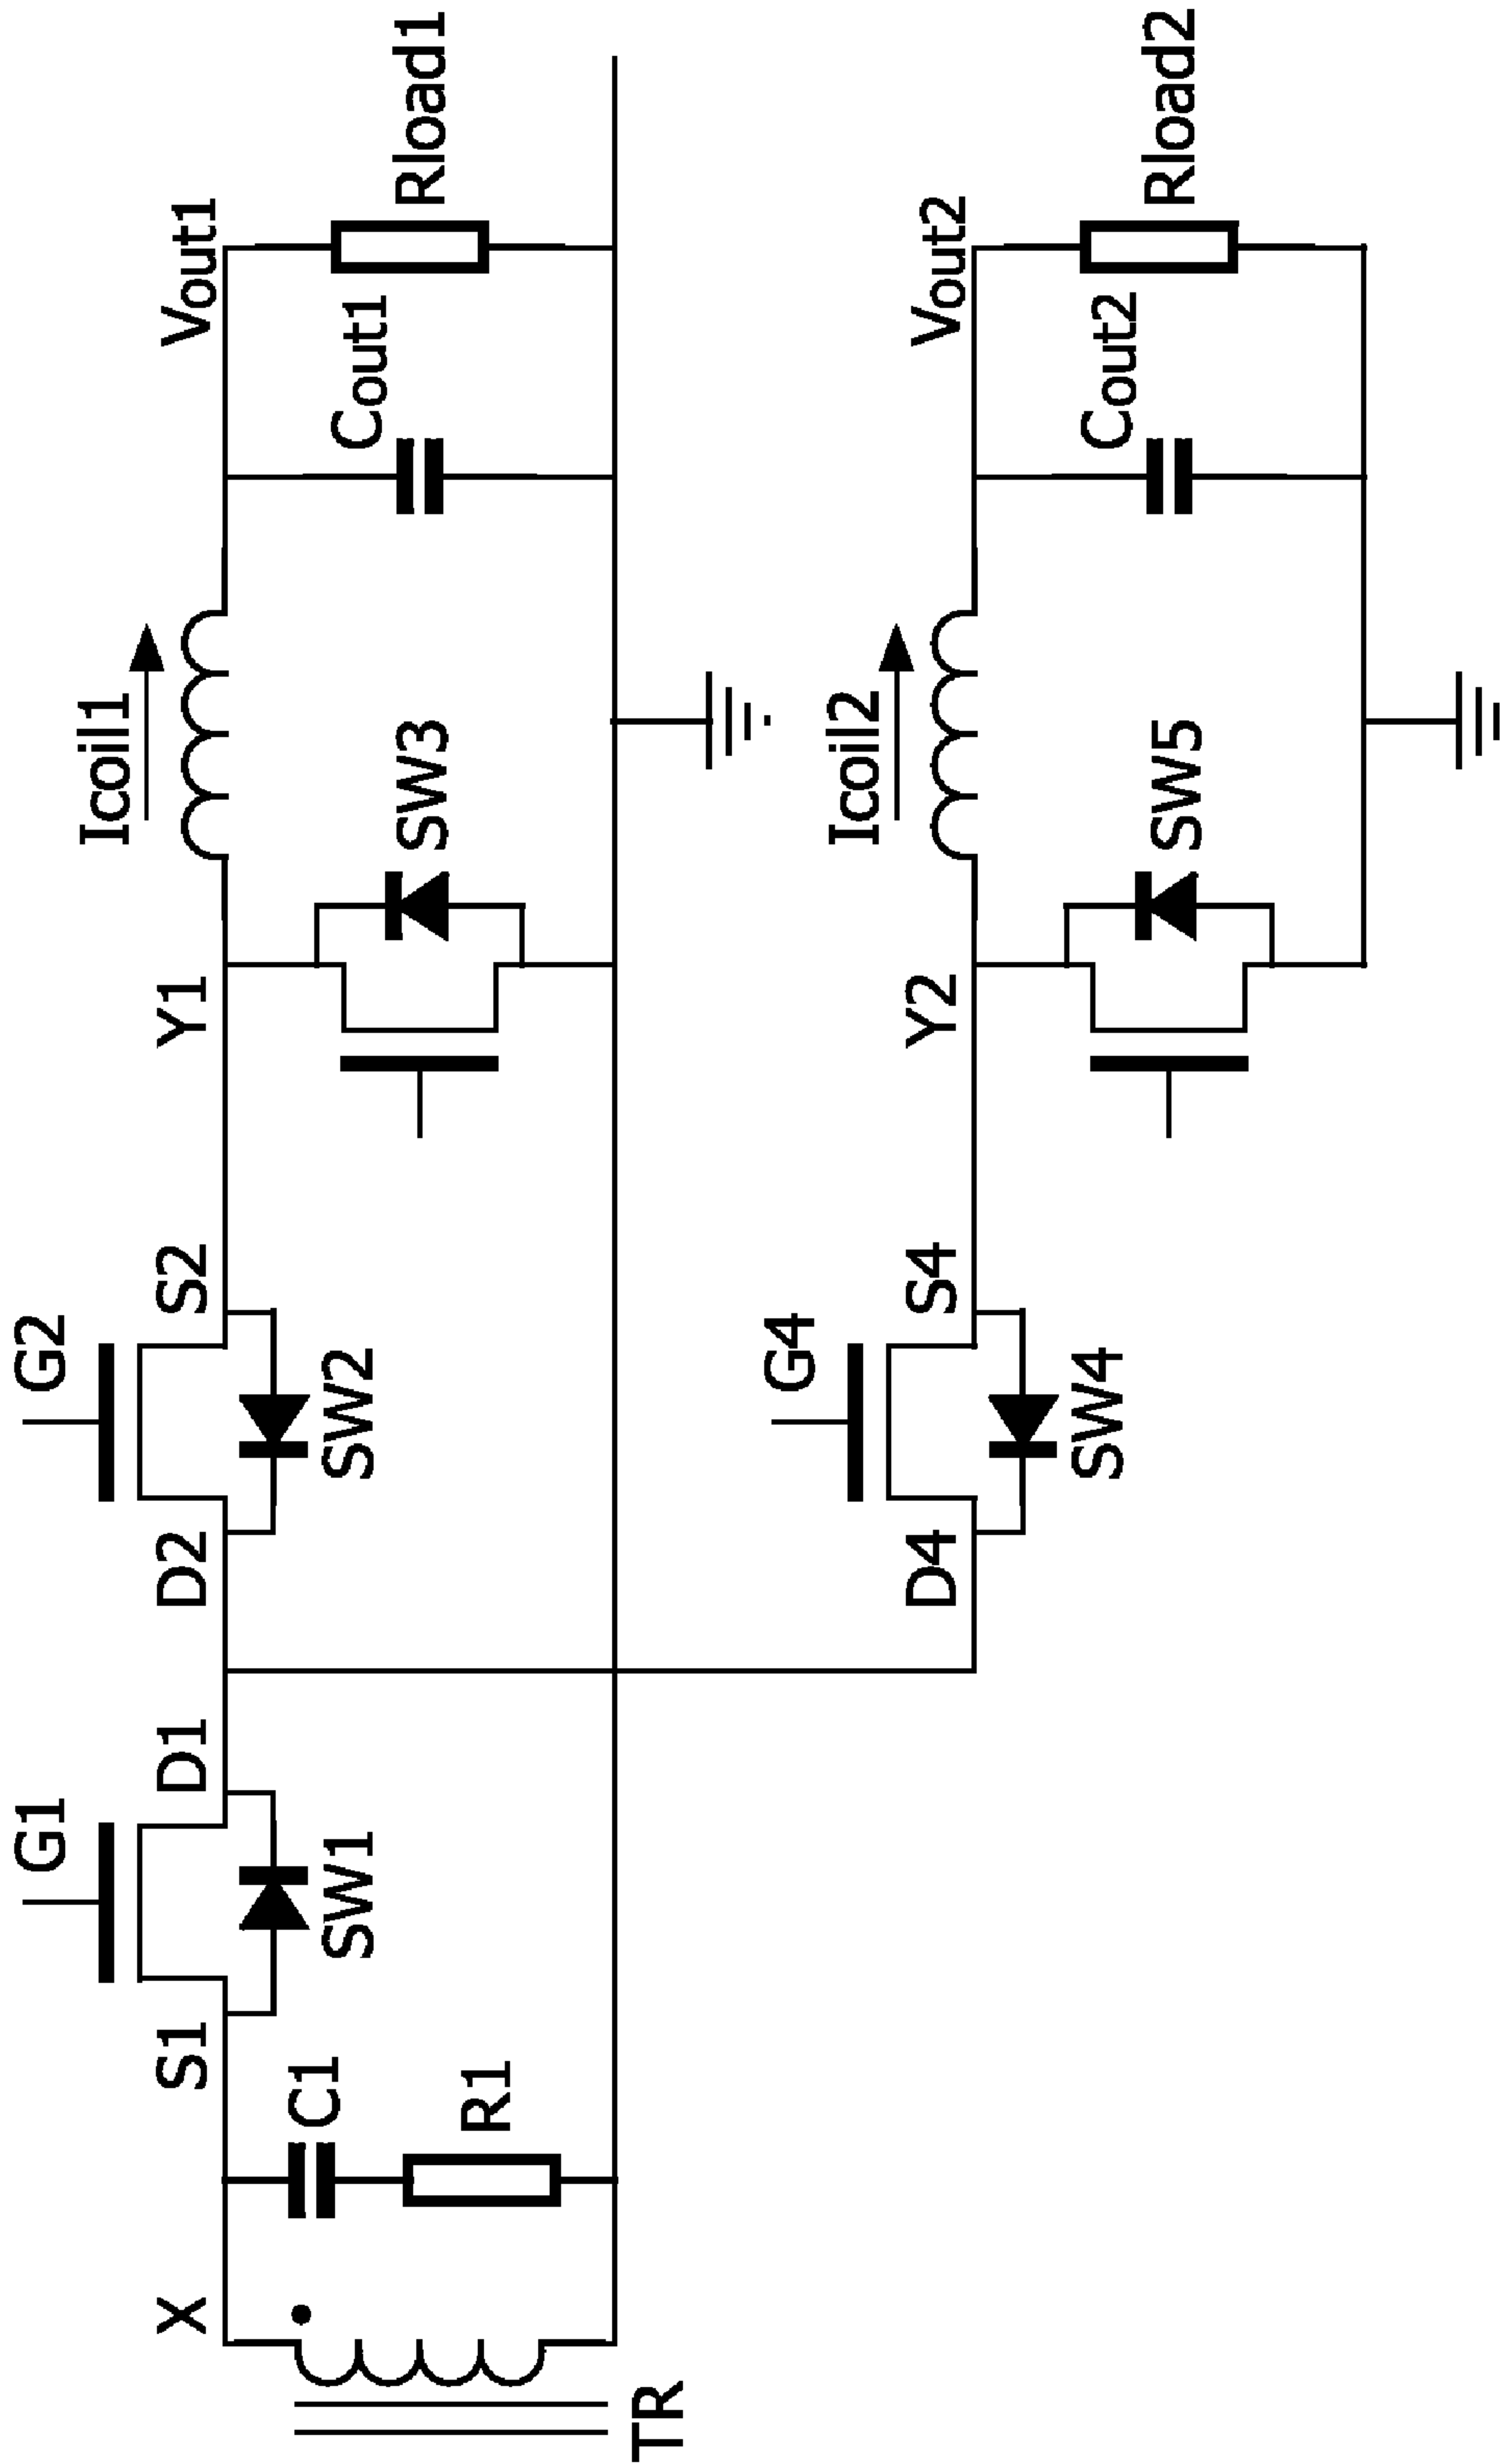 TR
X
C1
R1
S1
G1
D1
SW1
D2
G2
S2
SW2
Y1
SW3
Icoil1
Cout1
Vout1
Rload1
D4
G4
S4
SW4
Y2
SW5
Icoil2
Cout2
Vout2
Rload2